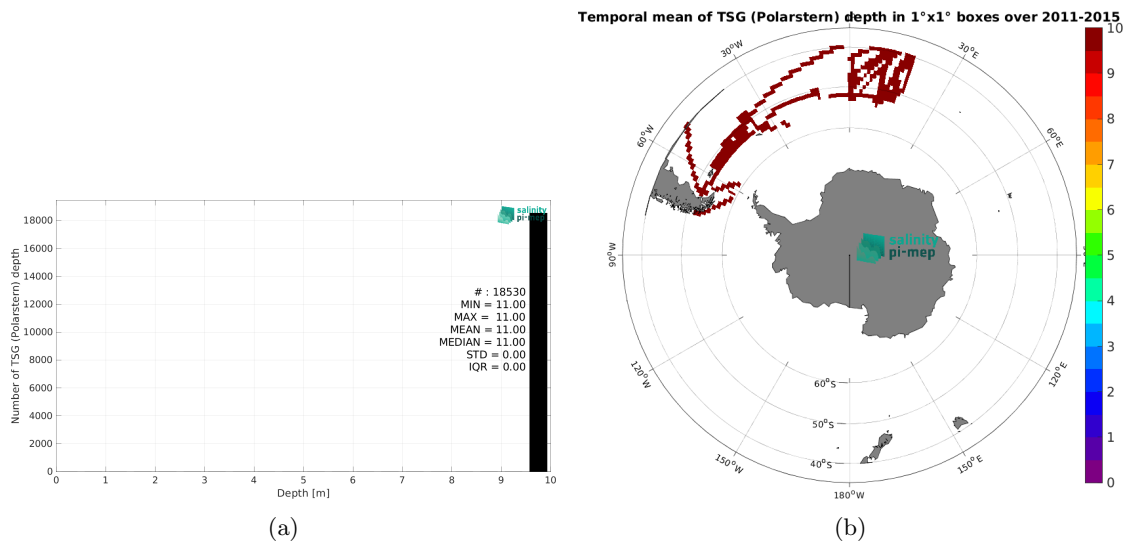 Temporal mean of TSG (Polarstern) depth in 1°x1° boxes over 2011-2015
Number of TSG (Polarstern) depth
18000
16000
14000
12000
10000
8000
6000
4000
2000
0
salinity
pi-mep
# : 18530
MIN = 11.00
MAX = 11.00
MEAN = 11.00
MEDIAN = 11.00
STD = 0.00
IQR = 0.00
0 1 2 3 4 5 6 7 8 9 10
Depth [m]
(a)
30°W
30°E
60°W
60°E
90°W
salinity
pi-mep
120°W
120°E
60°S
50°S
40°S
150°W
150°E
180°W
10
9
8
7
6
5
4
3
2
1
0
(b)